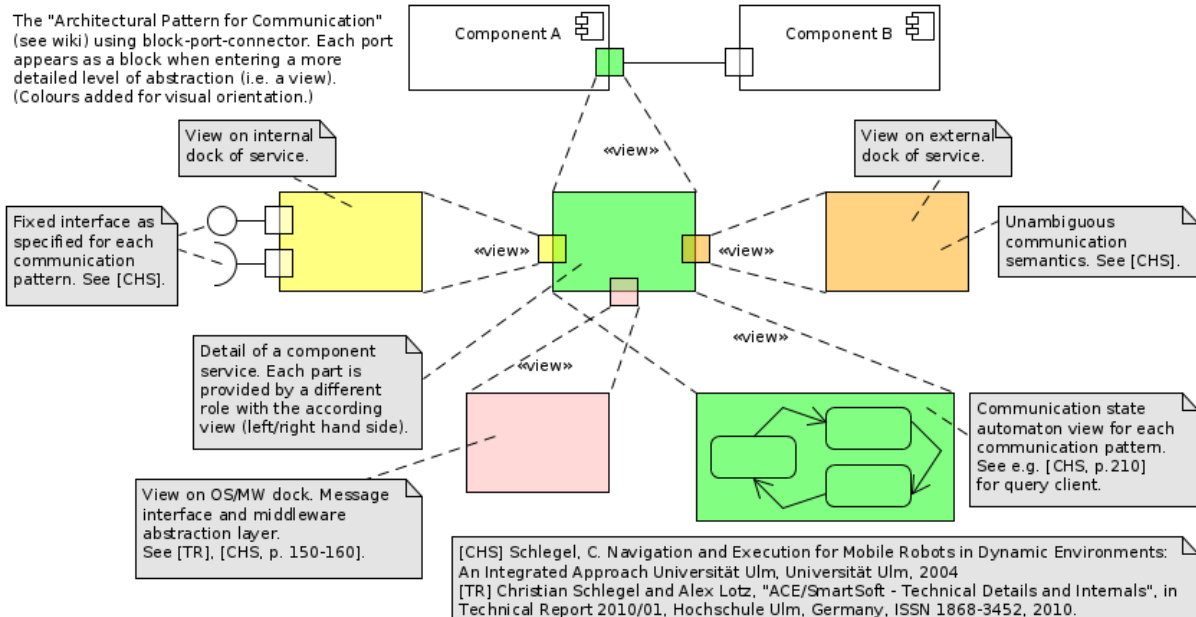 The "Architectural Pattern for Communication"
(see wiki) using block-port-connector. Each port
appears as a block when entering a more
detailed level of abstraction (i.e. a view).
(Colours added for visual orientation.)
Component A
Component B
«view»
View on internal
dock of service.
View on external
dock of service.
Fixed interface as
specified for each
communication
pattern. See [CHS].
«view»
«view»
Unambiguous
communication
semantics. See [CHS].
Detail of a component
service. Each part is
provided by a different
role with the according
view (left/right hand side).
«view»
«view»
Communication state
automaton view for each
communication pattern.
See e.g. [CHS, p.210]
for query client.
View on OS/MW dock. Message
interface and middleware
abstraction layer.
See [TR], [CHS, p. 150-160].
[CHS] Schlegel, C. Navigation and Execution for Mobile Robots in Dynamic Environments:
An Integrated Approach Universität Ulm, Universität Ulm, 2004
[TR] Christian Schlegel and Alex Lotz, "ACE/SmartSoft - Technical Details and Internals", in
Technical Report 2010/01, Hochschule Ulm, Germany, ISSN 1868-3452, 2010.